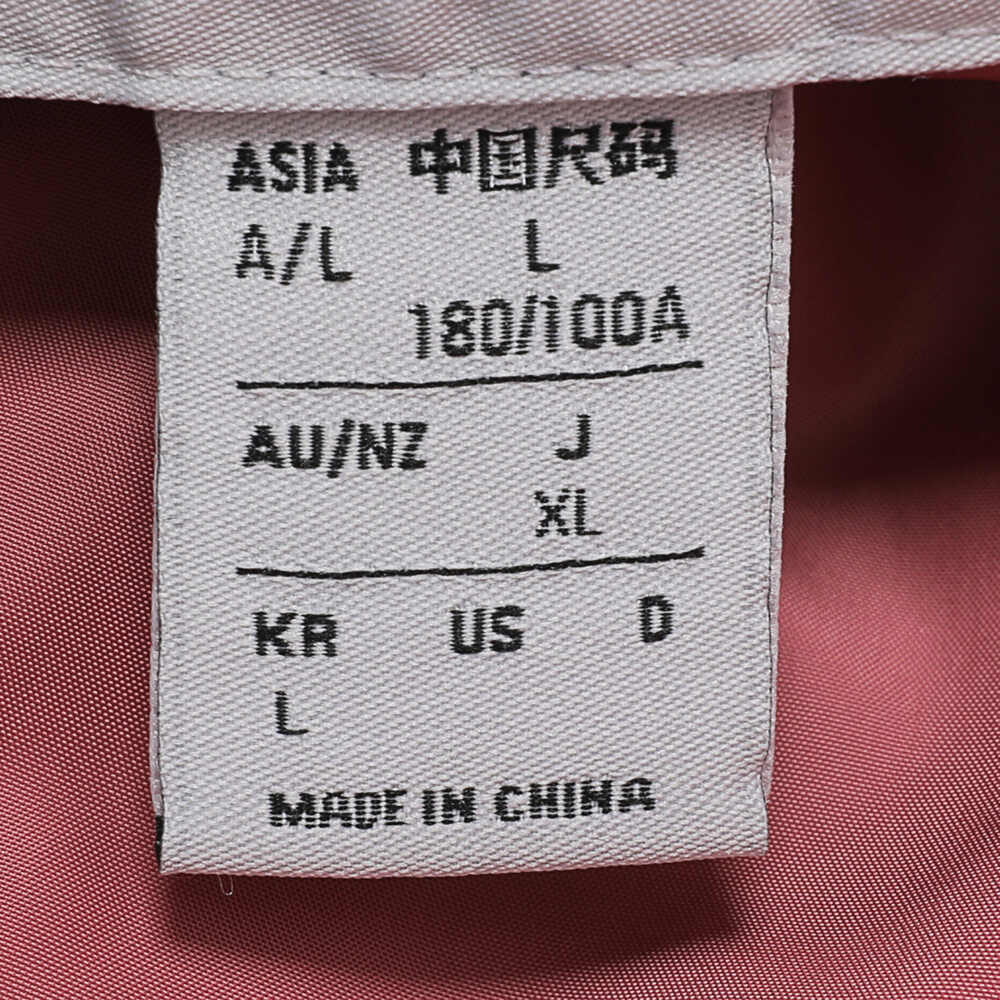 ASIA 中国尺码
A/L L
180/100A
AU/NZ J
XL
KR US D
L
MADE IN CHINA